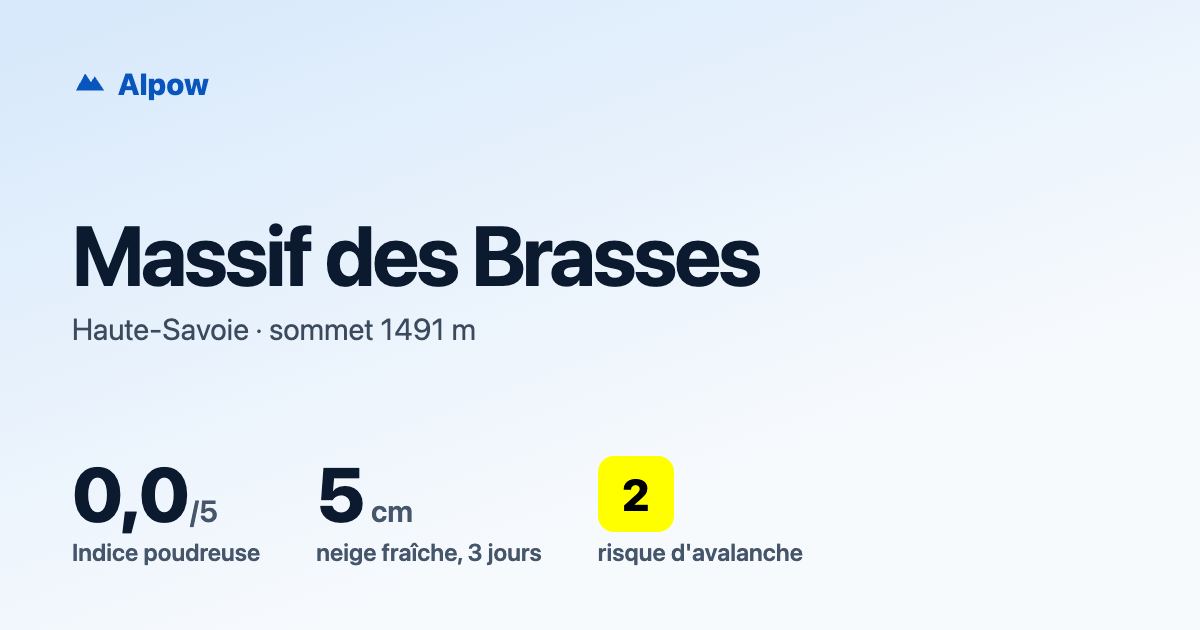 Alpow
Massif des Brasses
Haute-Savoie · sommet 1491 m
0,0/5
Indice poudreuse
5 cm
neige fraîche, 3 jours
2
risque d'avalanche